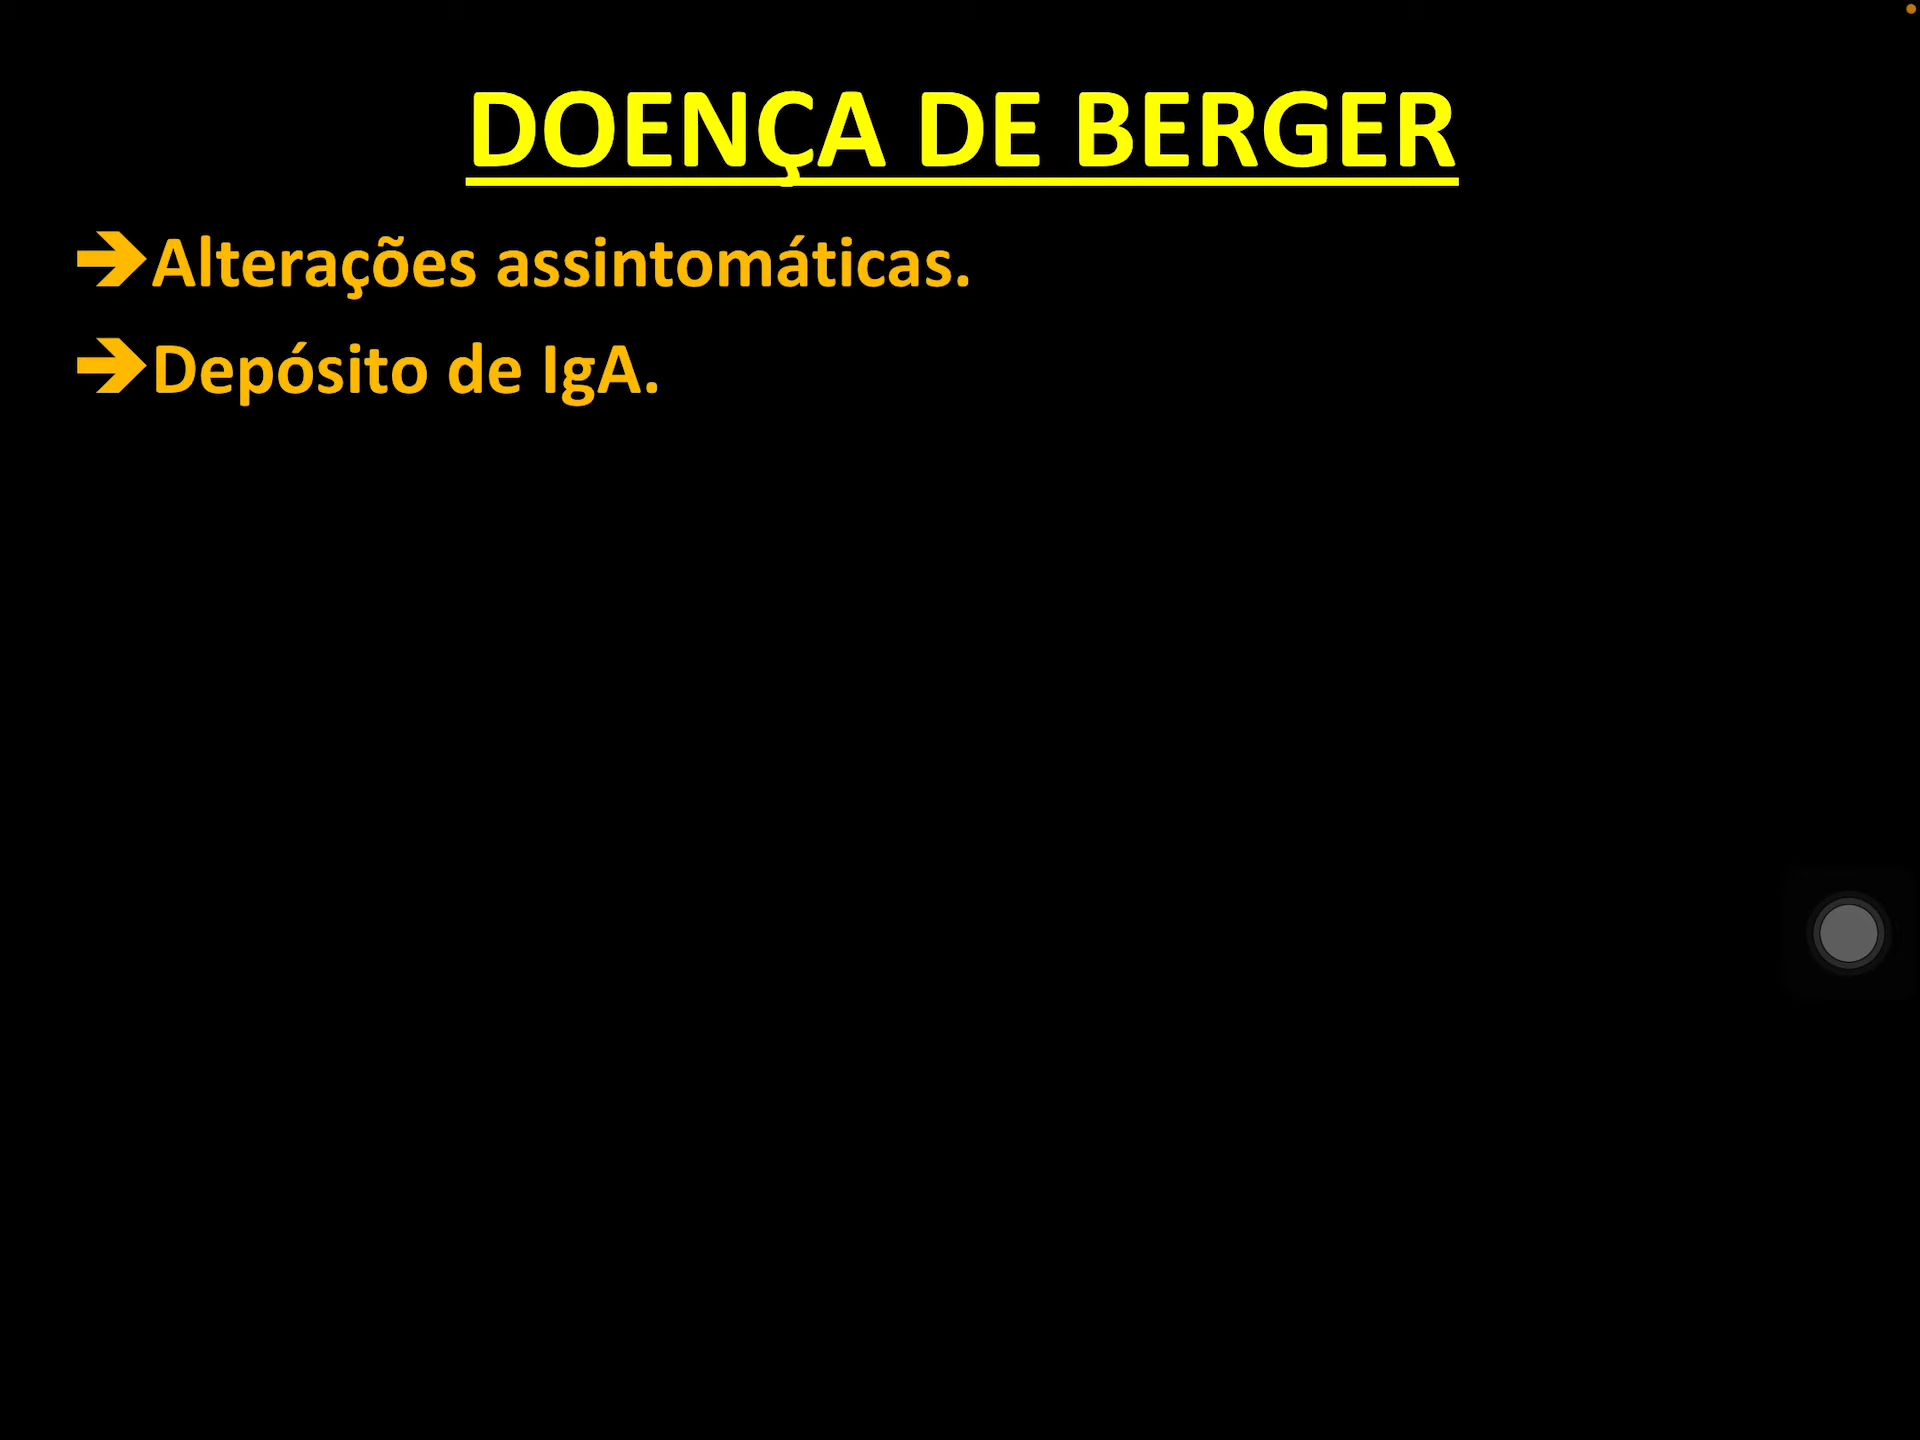 DOENÇA DE BERGER
➔Alterações assintomáticas.
➔Depósito de IgA.